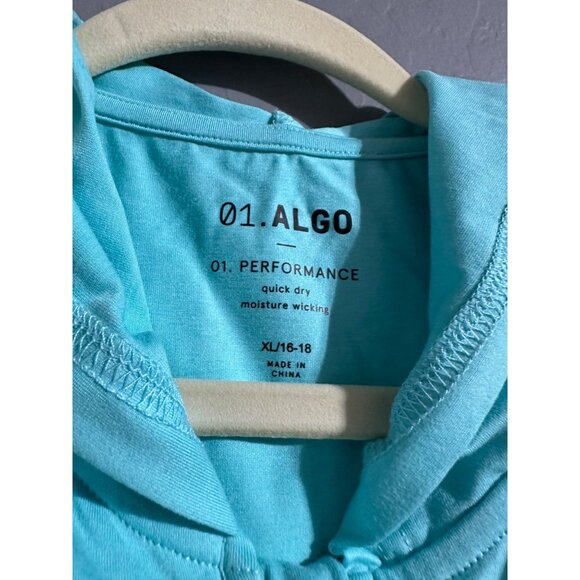 01.ALGO
01. PERFORMANCE
quick dry
moisture wicking
XL/16-18
MADE IN
CHINA